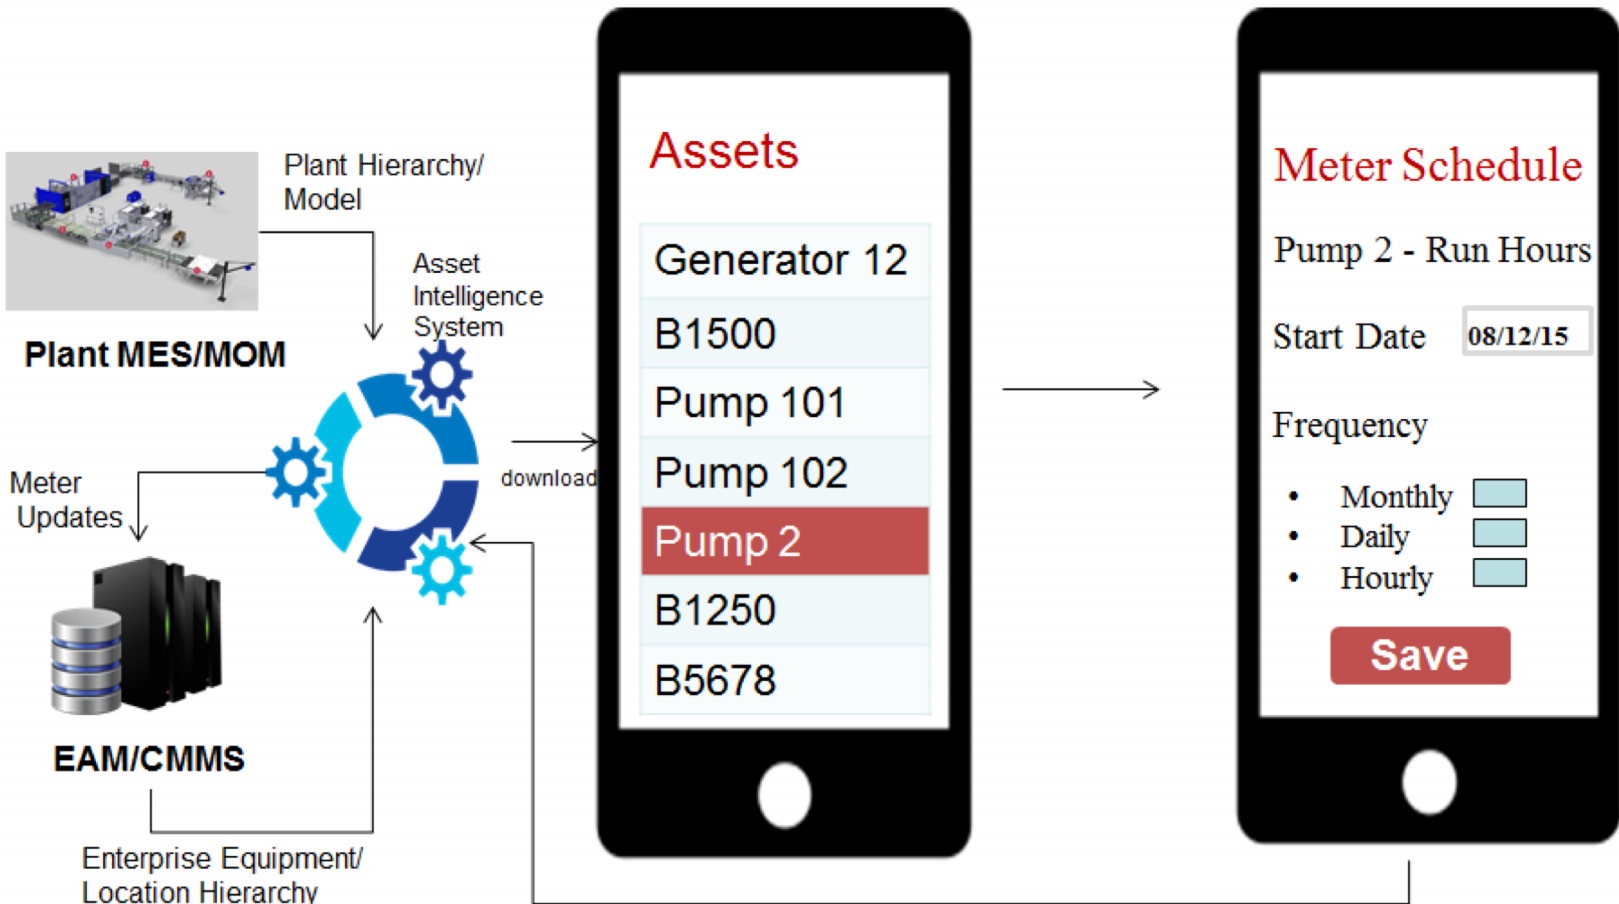 Plant Hierarchy/
Model
Plant MES/MOM
Asset
Intelligence
System
Meter
Updates
EAM/CMMS
Enterprise Equipment/
Location Hierarchy
download
Assets
Generator 12
B1500
Pump 101
Pump 102
Pump 2
B1250
B5678
Meter Schedule
Pump 2 - Run Hours
Start Date 08/12/15
Frequency
• Monthly
• Daily
• Hourly
Save